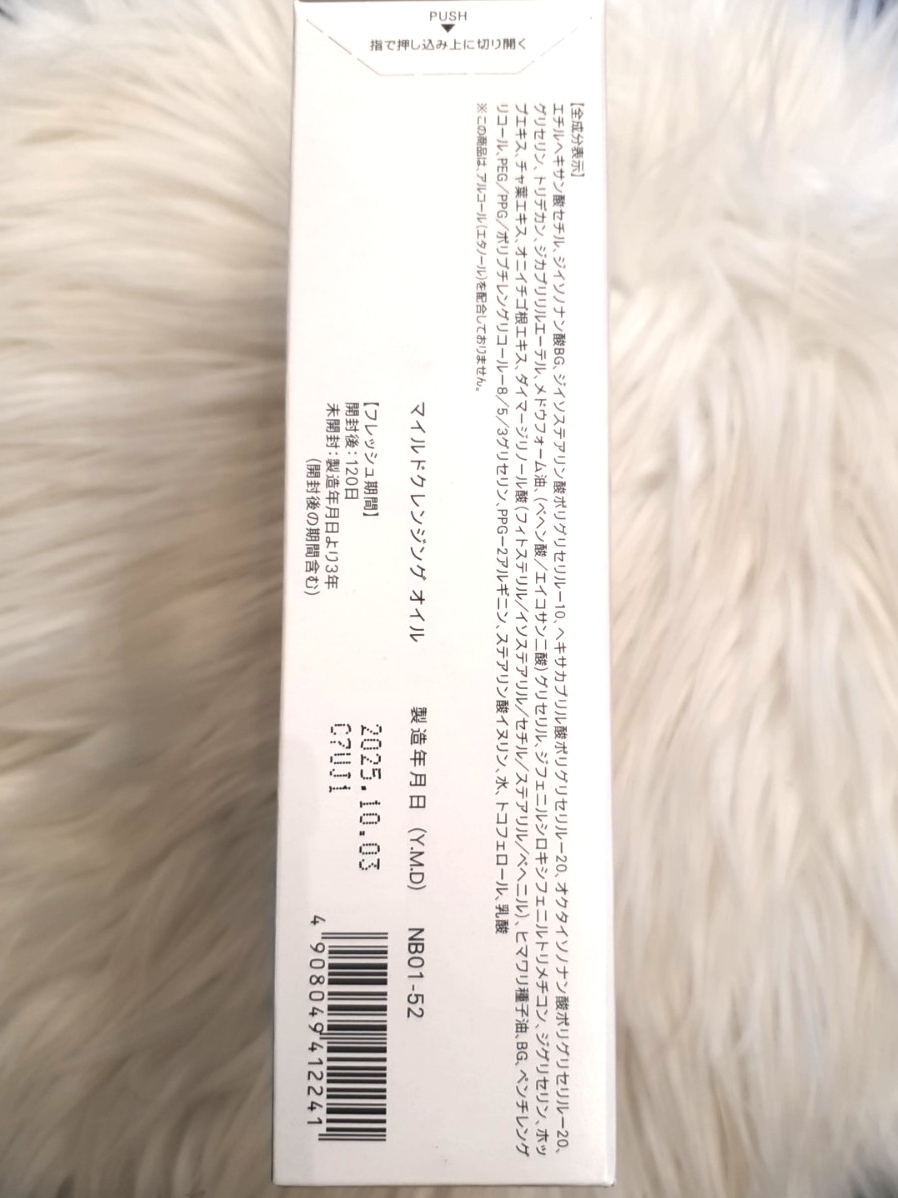 PUSH
指で押し込み上に切り開く
【全成分表示】
エチルヘキサン酸セチル、ジイソノナン酸BG、ジイソステアリン酸ポリグリセリル－10、ヘキサカプリル酸ポリグリセリル－20、オクタイソノナン酸ポリグリセリル－20、
グリセリン、トリデカン、ジカプリリルエーテル、メドウフォーム油、(ベヘン酸／エイコサン二酸)グリセリル、ジフェニルシロキシフェニルトリメチコン、ジグリセリン、ホッ
プエキス、チャ葉エキス、オニイチゴ根エキス、ダイマージリノール酸(フィトステリル／イソステアリル／セチル／ステアリル／ベヘニル)、ヒマワリ種子油、BG、ペンチレング
リコール、PEG／PPG／ポリブチレングリコール－8／5／3グリセリン、PPG－2アルギニン、ステアリン酸イヌリン、水、トコフェロール、乳酸
※この商品は、アルコール(エタノール)を配合しておりません。
マイルドクレンジング オイル 製造年月日 (Y.M.D) NB01-52
【フレッシュ期間】
開封後：120日
未開封：製造年月日より3年
(開封後の期間含む)
2025.10.03
C7UJ1
4908049412241